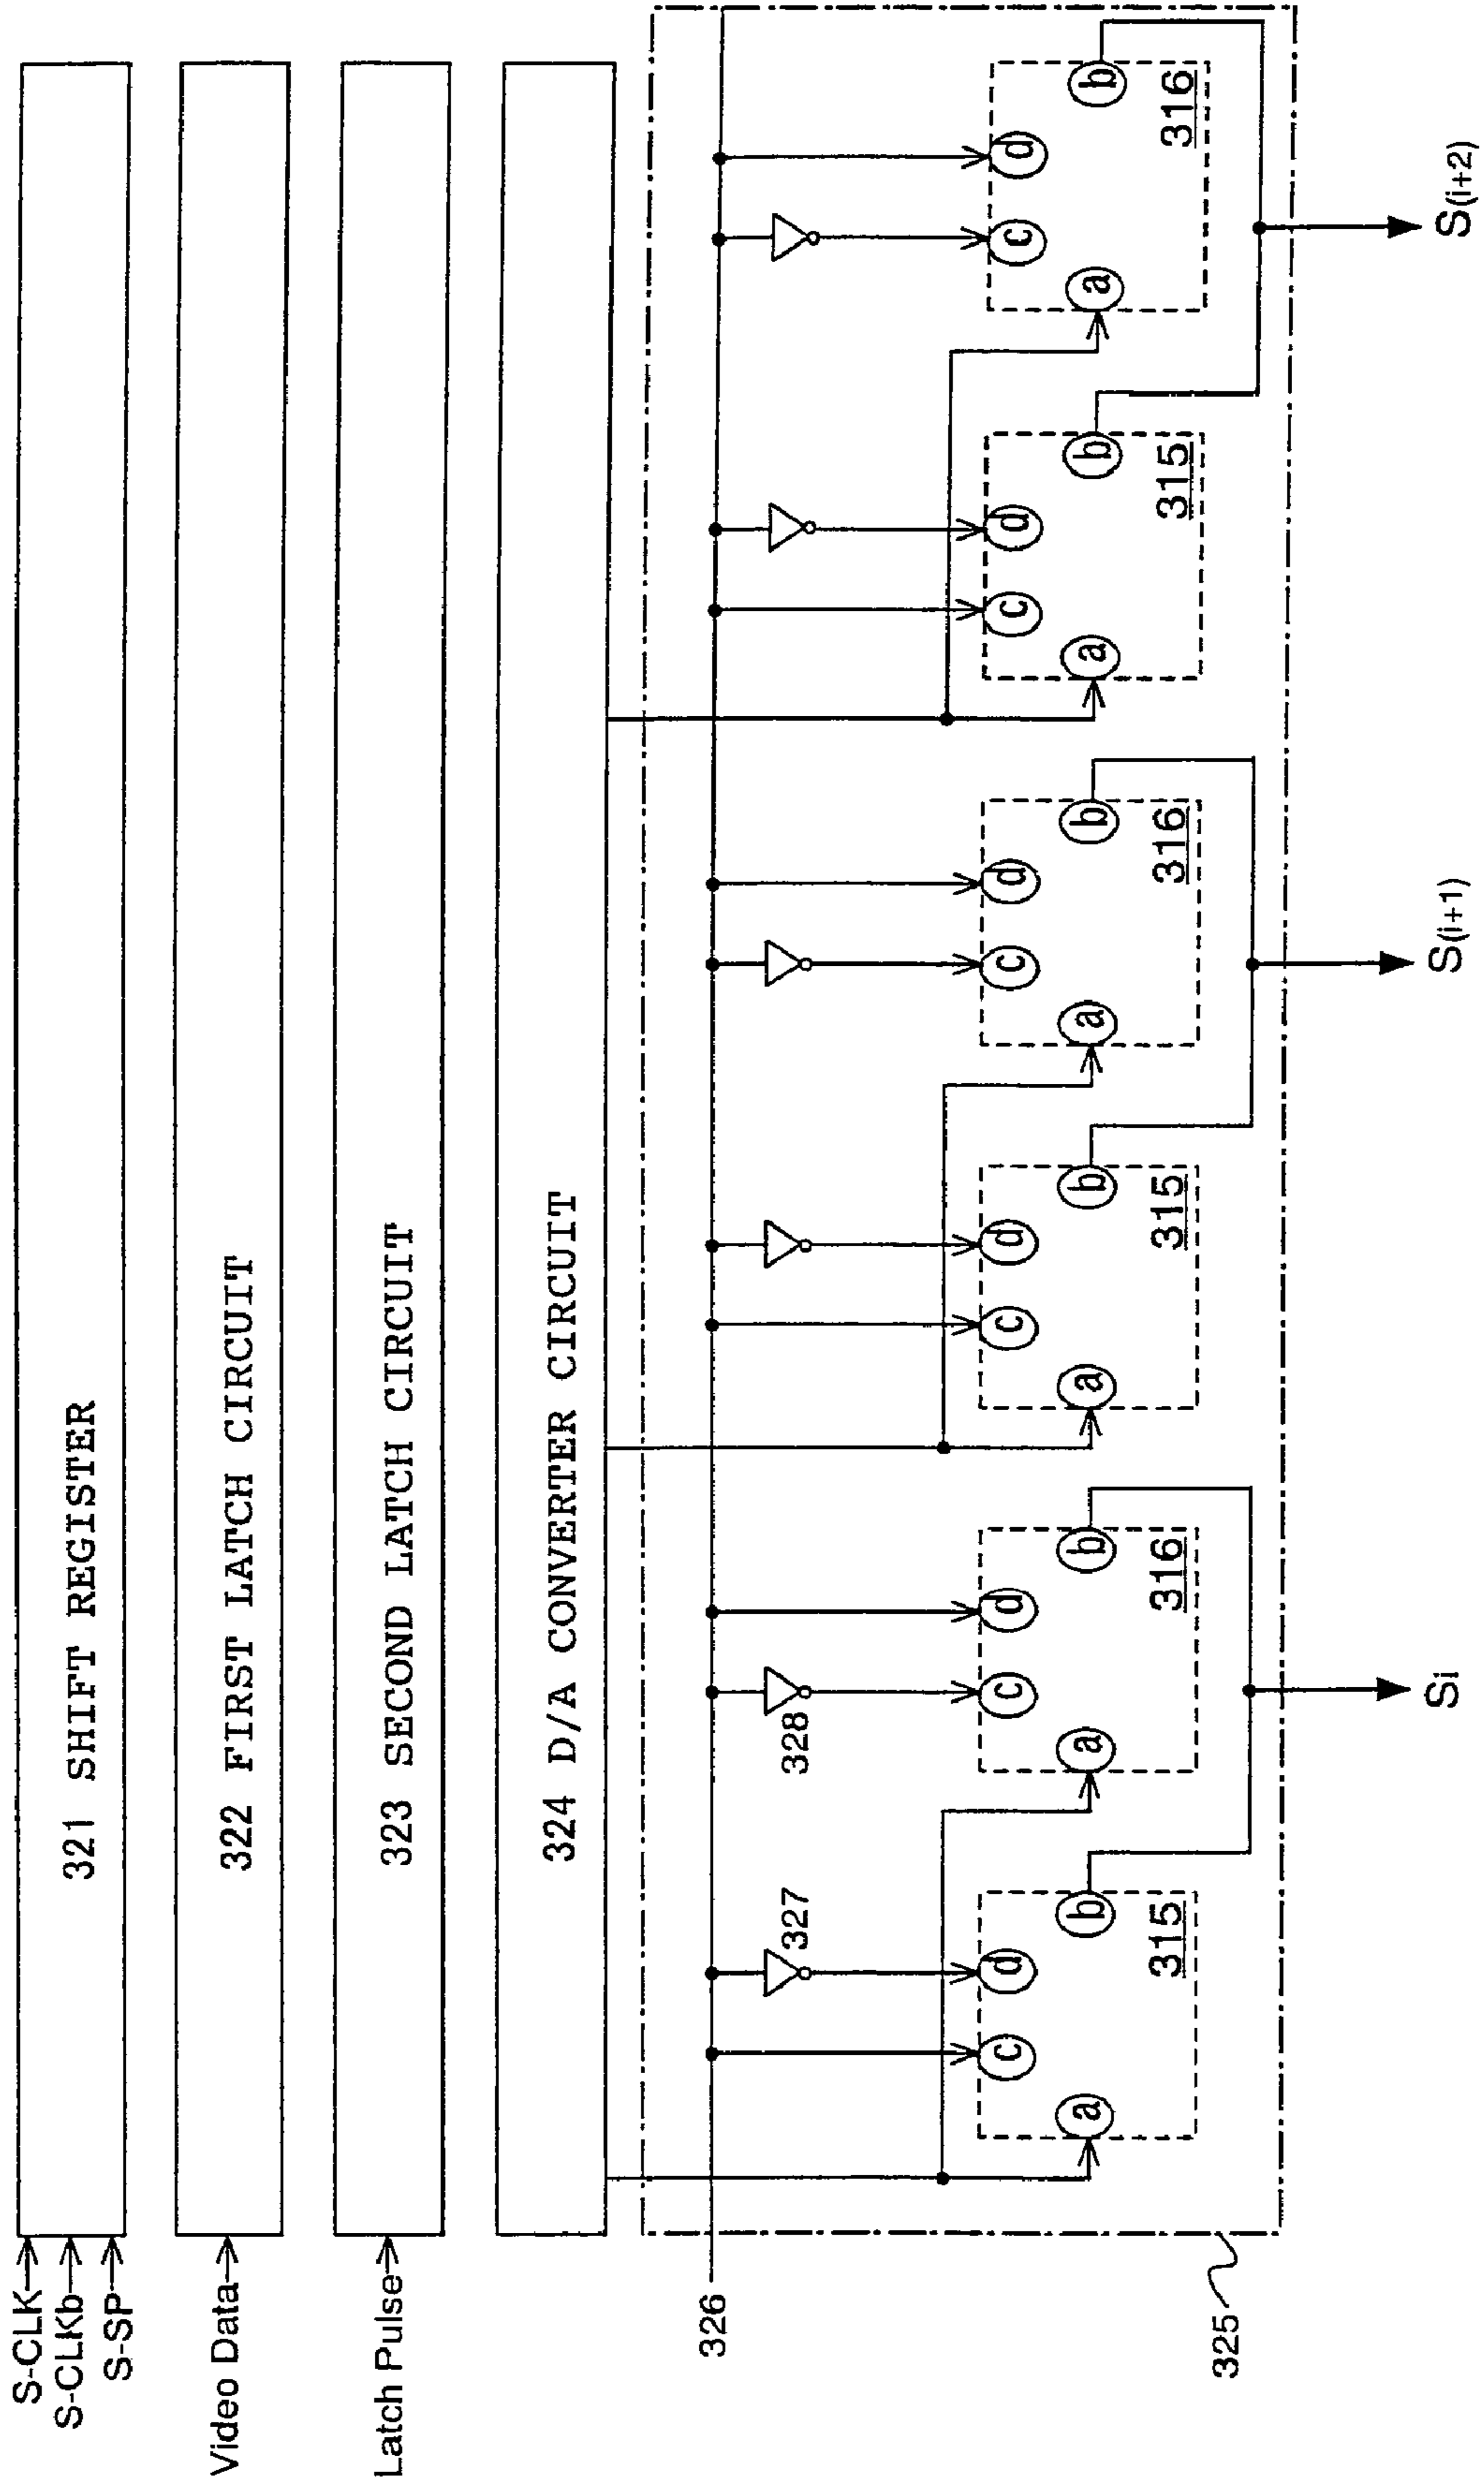 S-CLK
S-CLKb
S-SP
321 SHIFT REGISTER
Video Data
322 FIRST LATCH CIRCUIT
Latch Pulse
323 SECOND LATCH CIRCUIT
324 D/A CONVERTER CIRCUIT
326
327
328
c d c d c d c d c d c d
a b a b a b a b a b a b
315 316 315 316 315 316
325
Si S(i+1) S(i+2)